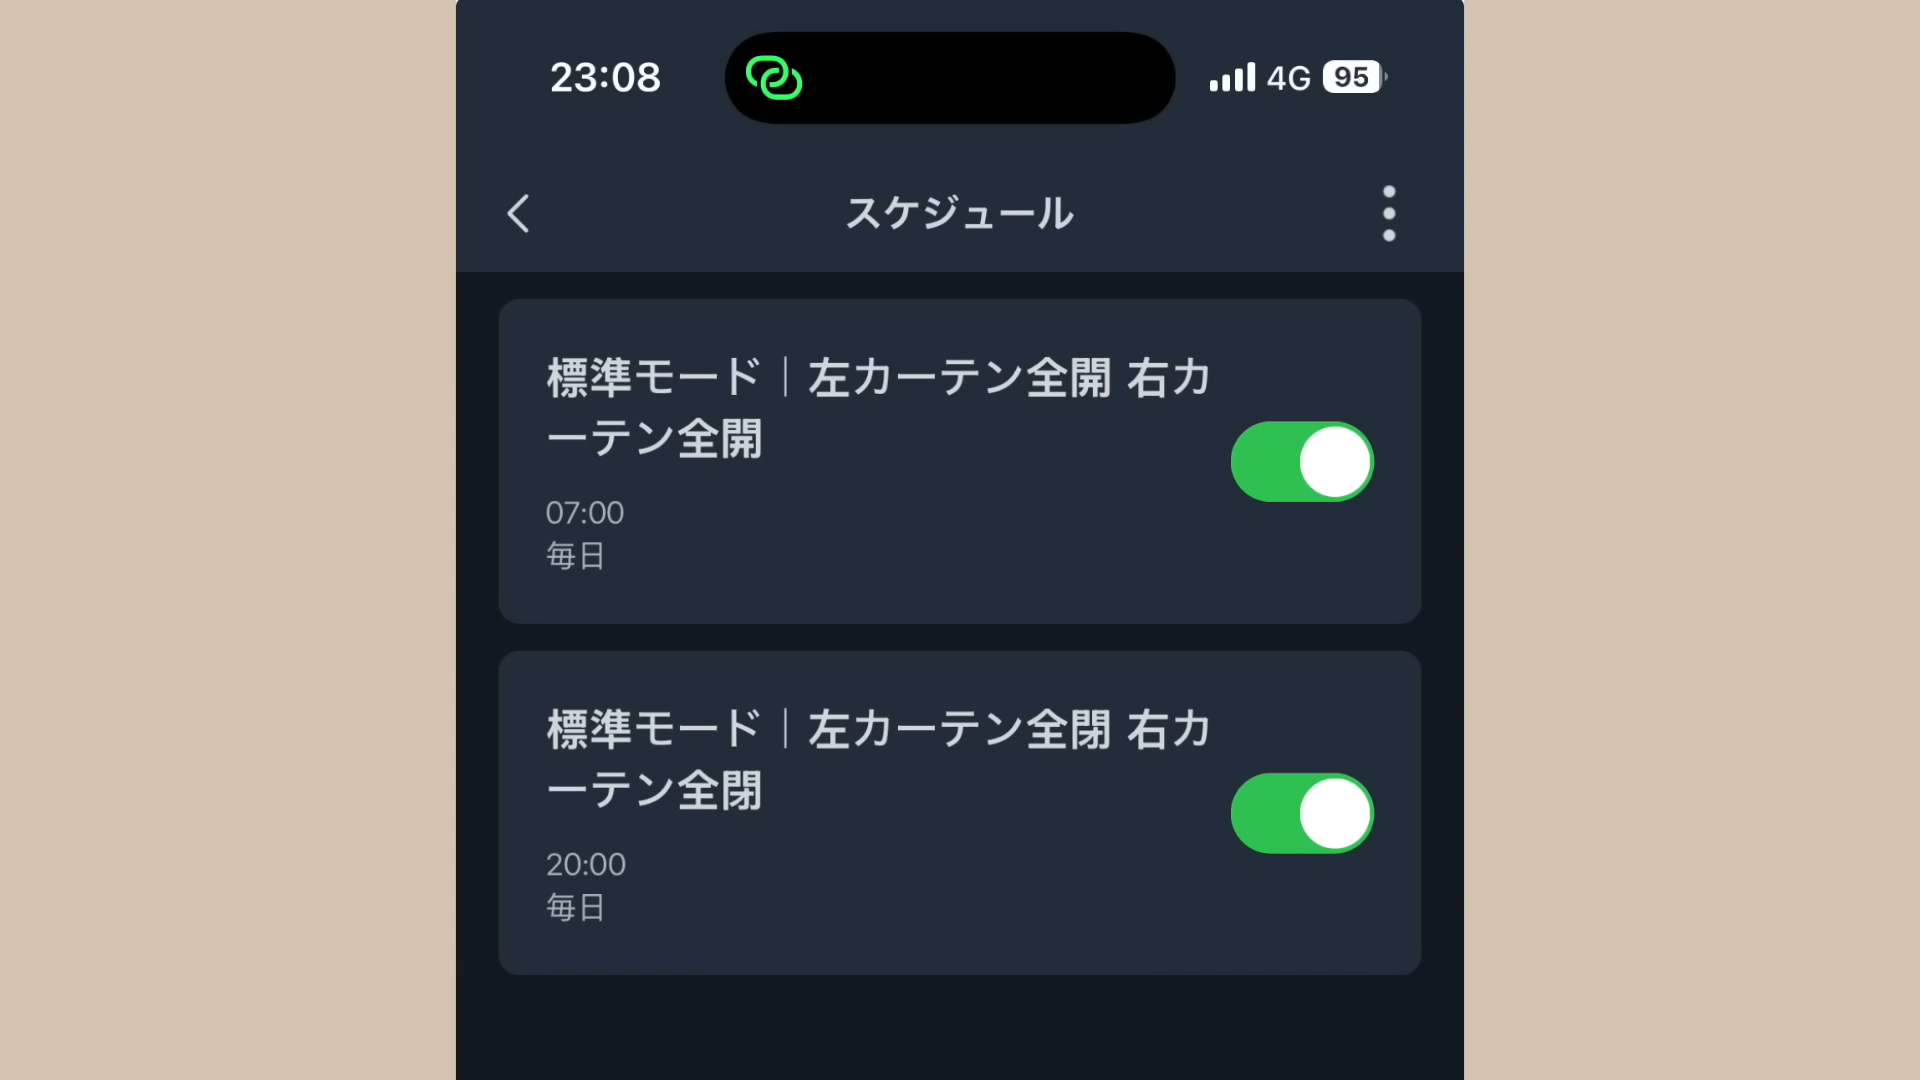 23:08
4G 95
スケジュール
標準モード｜左カーテン全開 右カ
ーテン全開
07:00
毎日
標準モード｜左カーテン全閉 右カ
ーテン全閉
20:00
毎日